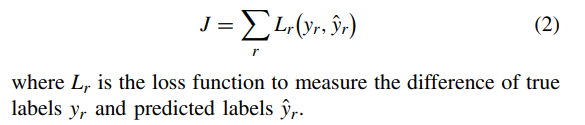 J = ∑ L_r(y_r, ŷ_r) (2)
r
where L_r is the loss function to measure the difference of true
labels y_r and predicted labels ŷ_r.